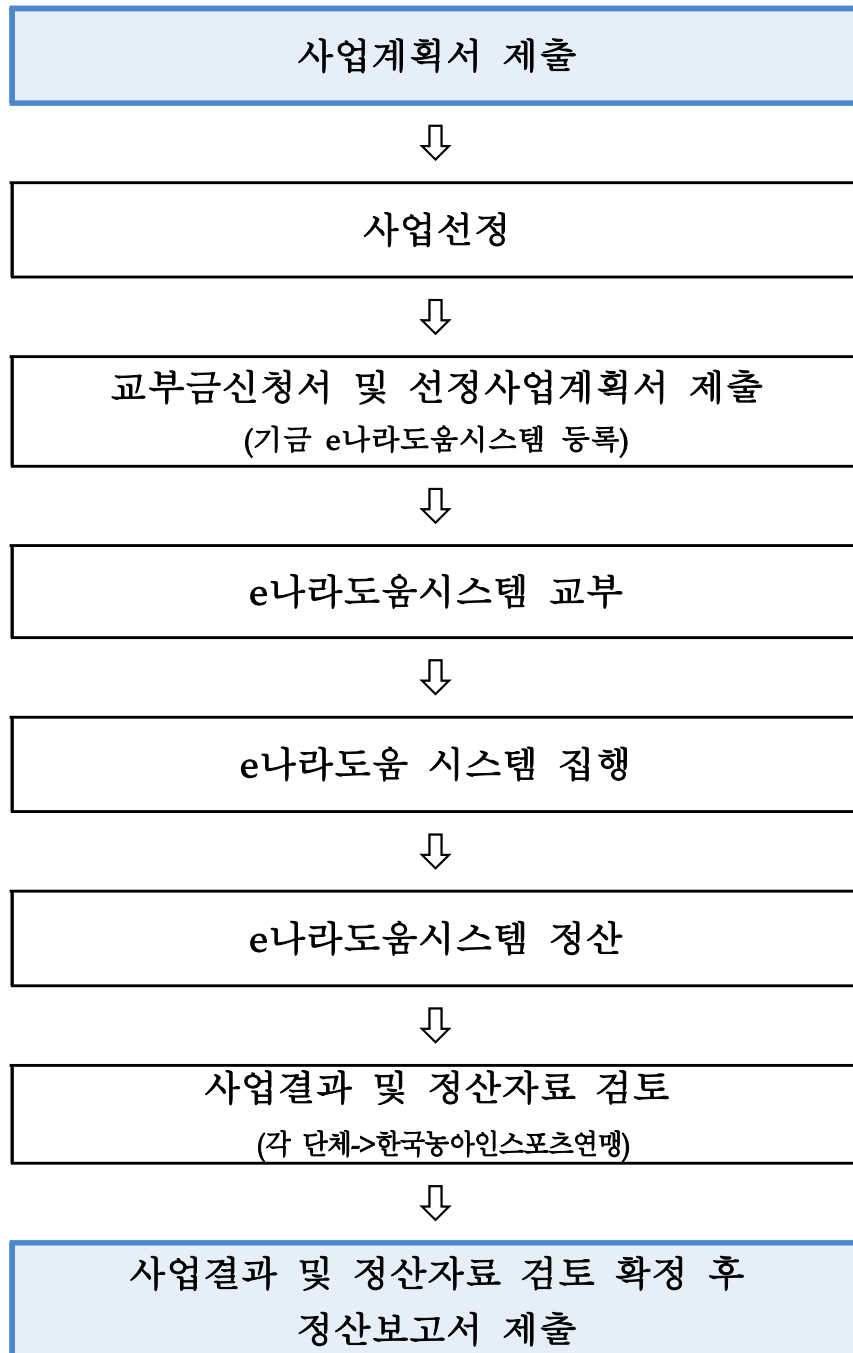 사업계획서 제출
⇩
사업선정
⇩
교부금신청서 및 선정사업계획서 제출
(기금 e나라도움시스템 등록)
⇩
e나라도움시스템 교부
⇩
e나라도움 시스템 집행
⇩
e나라도움시스템 정산
⇩
사업결과 및 정산자료 검토
(각 단체->한국농아인스포츠연맹)
⇩
사업결과 및 정산자료 검토 확정 후
정산보고서 제출